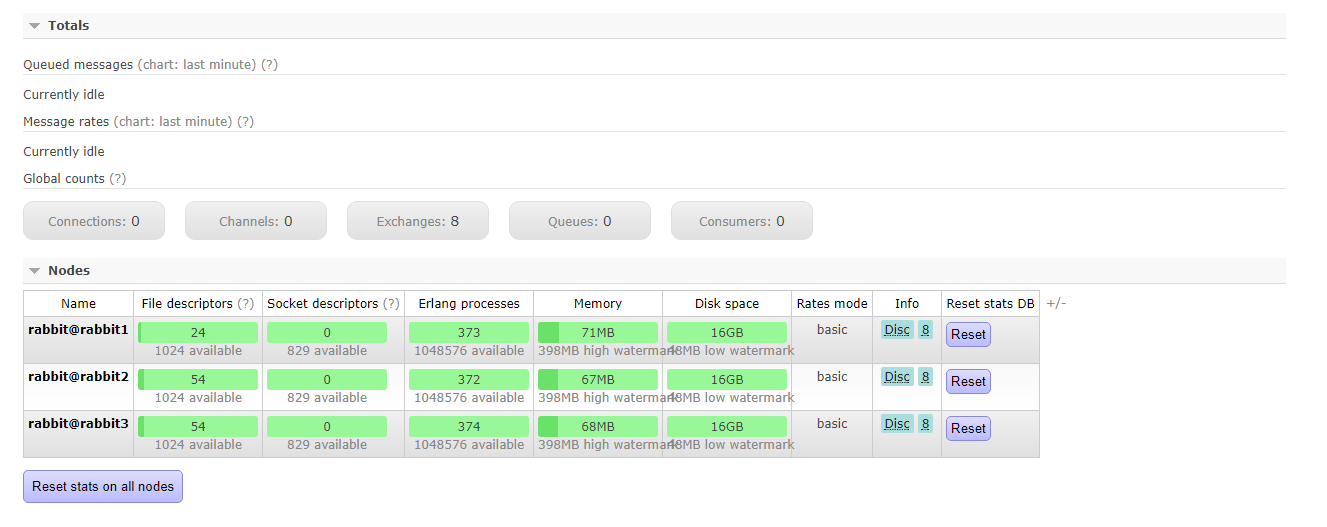 Totals
Queued messages (chart: last minute) (?)
Currently idle
Message rates (chart: last minute) (?)
Currently idle
Global counts (?)
Connections: 0 Channels: 0 Exchanges: 8 Queues: 0 Consumers: 0
Nodes
Name File descriptors (?) Socket descriptors (?) Erlang processes Memory Disk space Rates mode Info Reset stats DB +/-
rabbit@rabbit1 24 0 373 71MB 16GB basic Disc 8 Reset
1024 available 829 available 1048576 available 398MB high watermark 48MB low watermark
rabbit@rabbit2 54 0 372 67MB 16GB basic Disc 8 Reset
1024 available 829 available 1048576 available 398MB high watermark 48MB low watermark
rabbit@rabbit3 54 0 374 68MB 16GB basic Disc 8 Reset
1024 available 829 available 1048576 available 398MB high watermark 48MB low watermark
Reset stats on all nodes